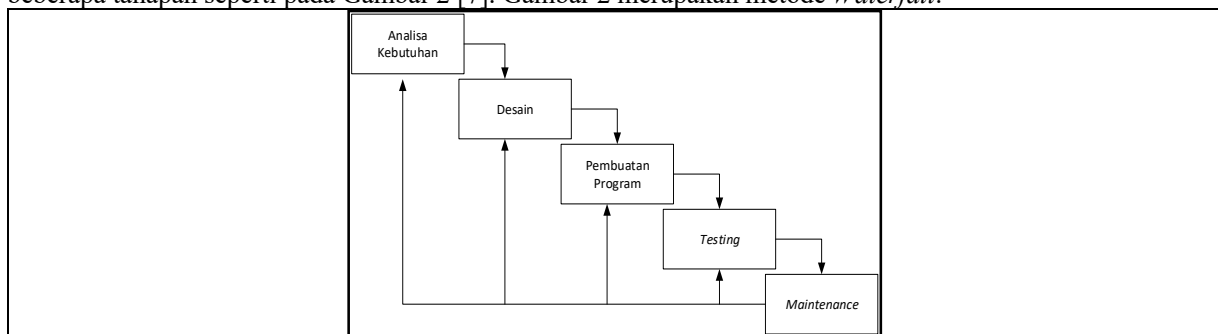 beberapa tahapan seperti pada Gambar 2 [7]. Gambar 2 merupakan metode Waterfall.
Analisa
Kebutuhan
Desain
Pembuatan
Program
Testing
Maintenance